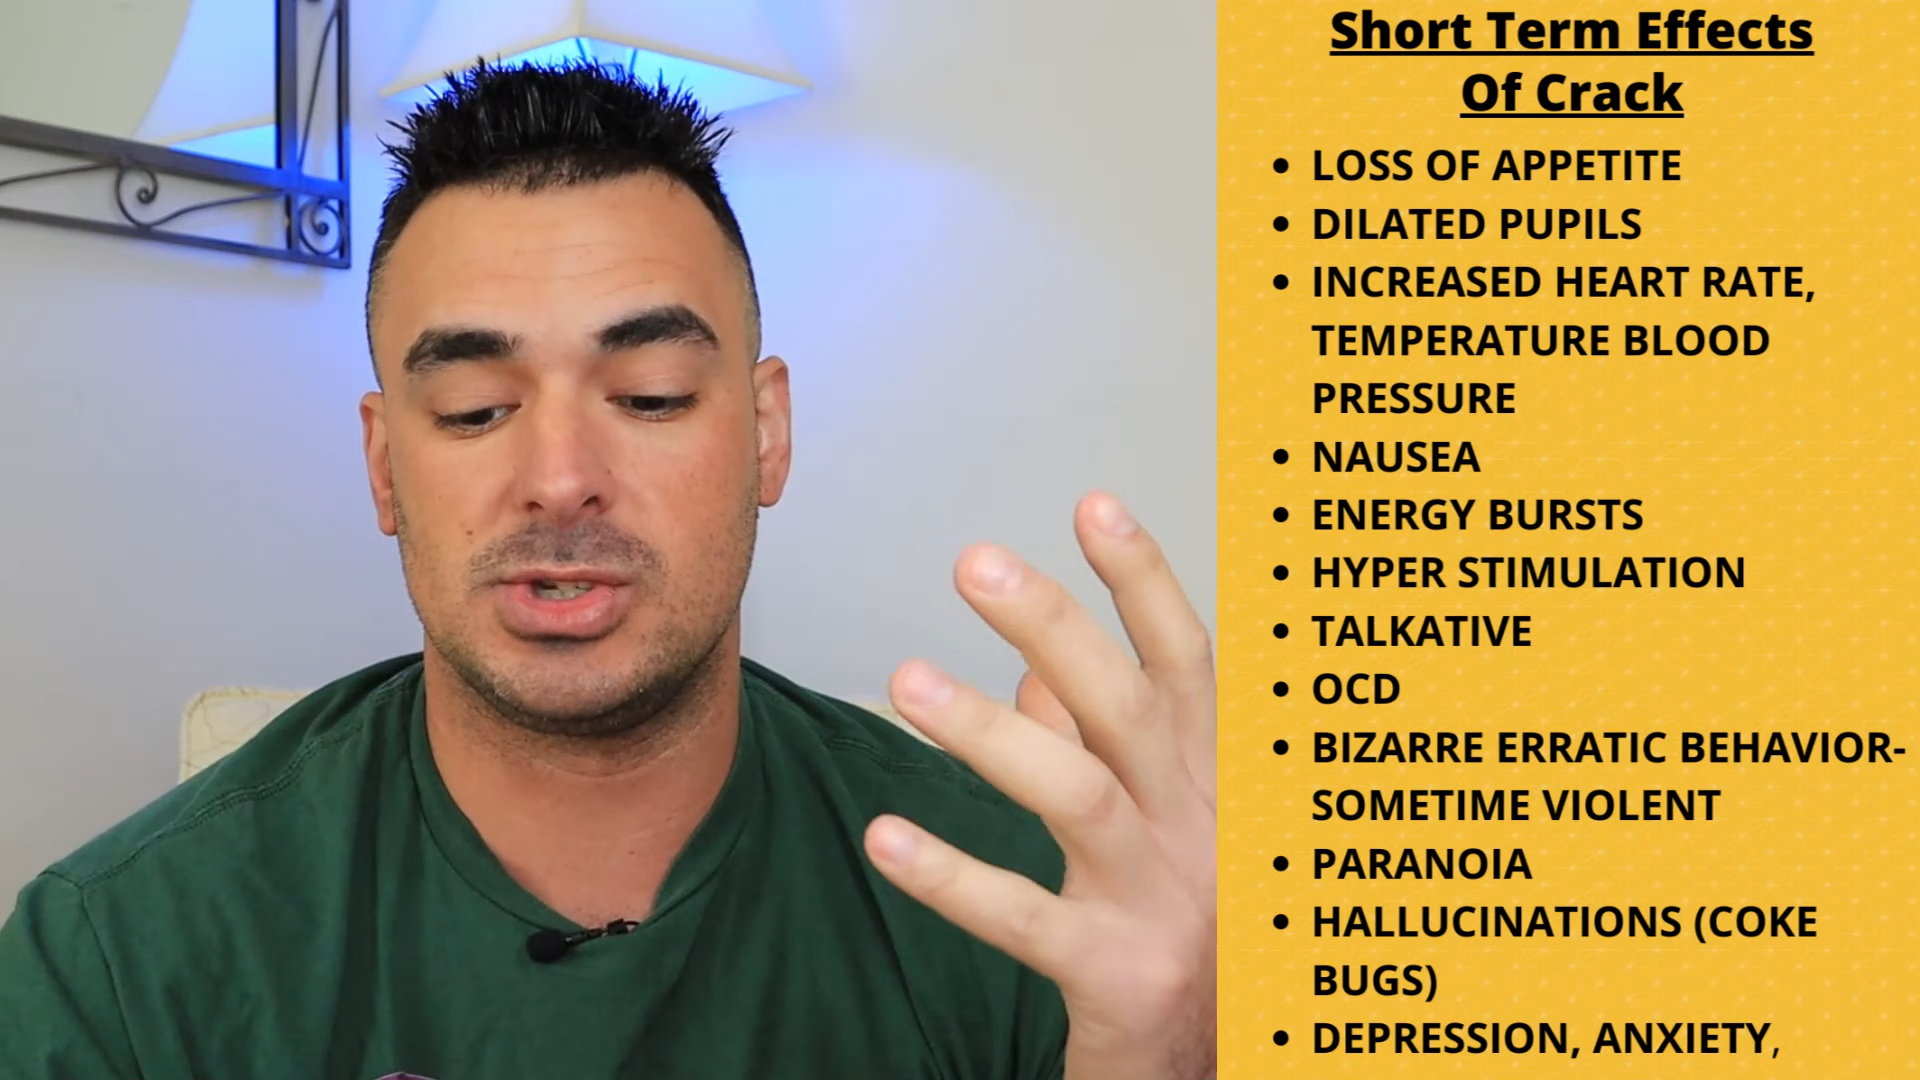 Short Term Effects
Of Crack
• LOSS OF APPETITE
• DILATED PUPILS
• INCREASED HEART RATE,
TEMPERATURE BLOOD
PRESSURE
• NAUSEA
• ENERGY BURSTS
• HYPER STIMULATION
• TALKATIVE
• OCD
• BIZARRE ERRATIC BEHAVIOR-
SOMETIME VIOLENT
• PARANOIA
• HALLUCINATIONS (COKE
BUGS)
• DEPRESSION, ANXIETY,